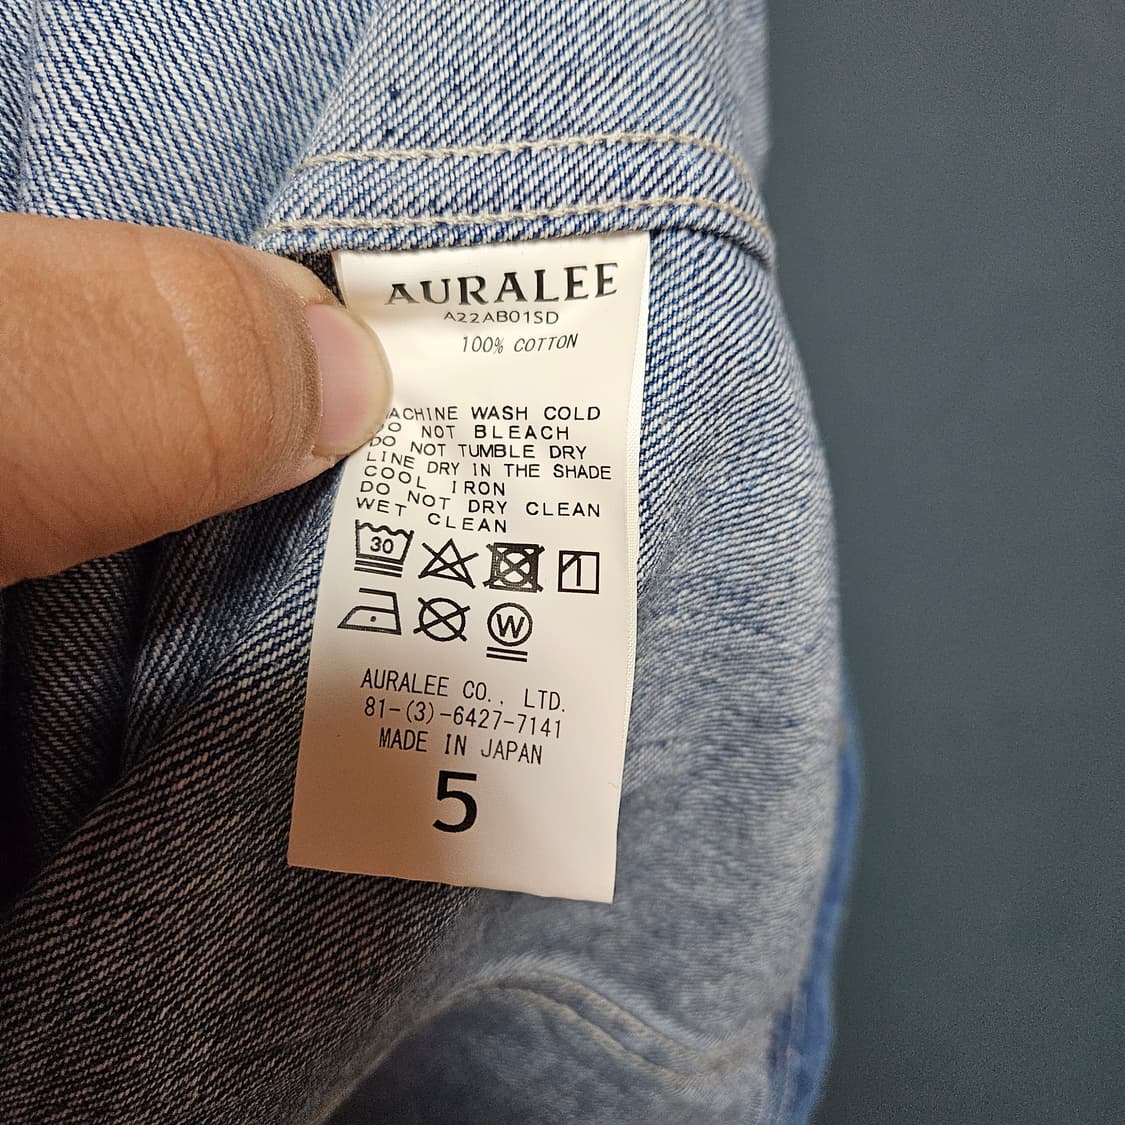 AURALEE
A22AB01SD
100% COTTON
ACHINE WASH COLD
DO NOT BLEACH
DO NOT TUMBLE DRY
LINE DRY IN THE SHADE
COOL IRON
DO NOT DRY CLEAN
WET CLEAN
30
W
AURALEE CO., LTD.
81-(3)-6427-7141
MADE IN JAPAN
5